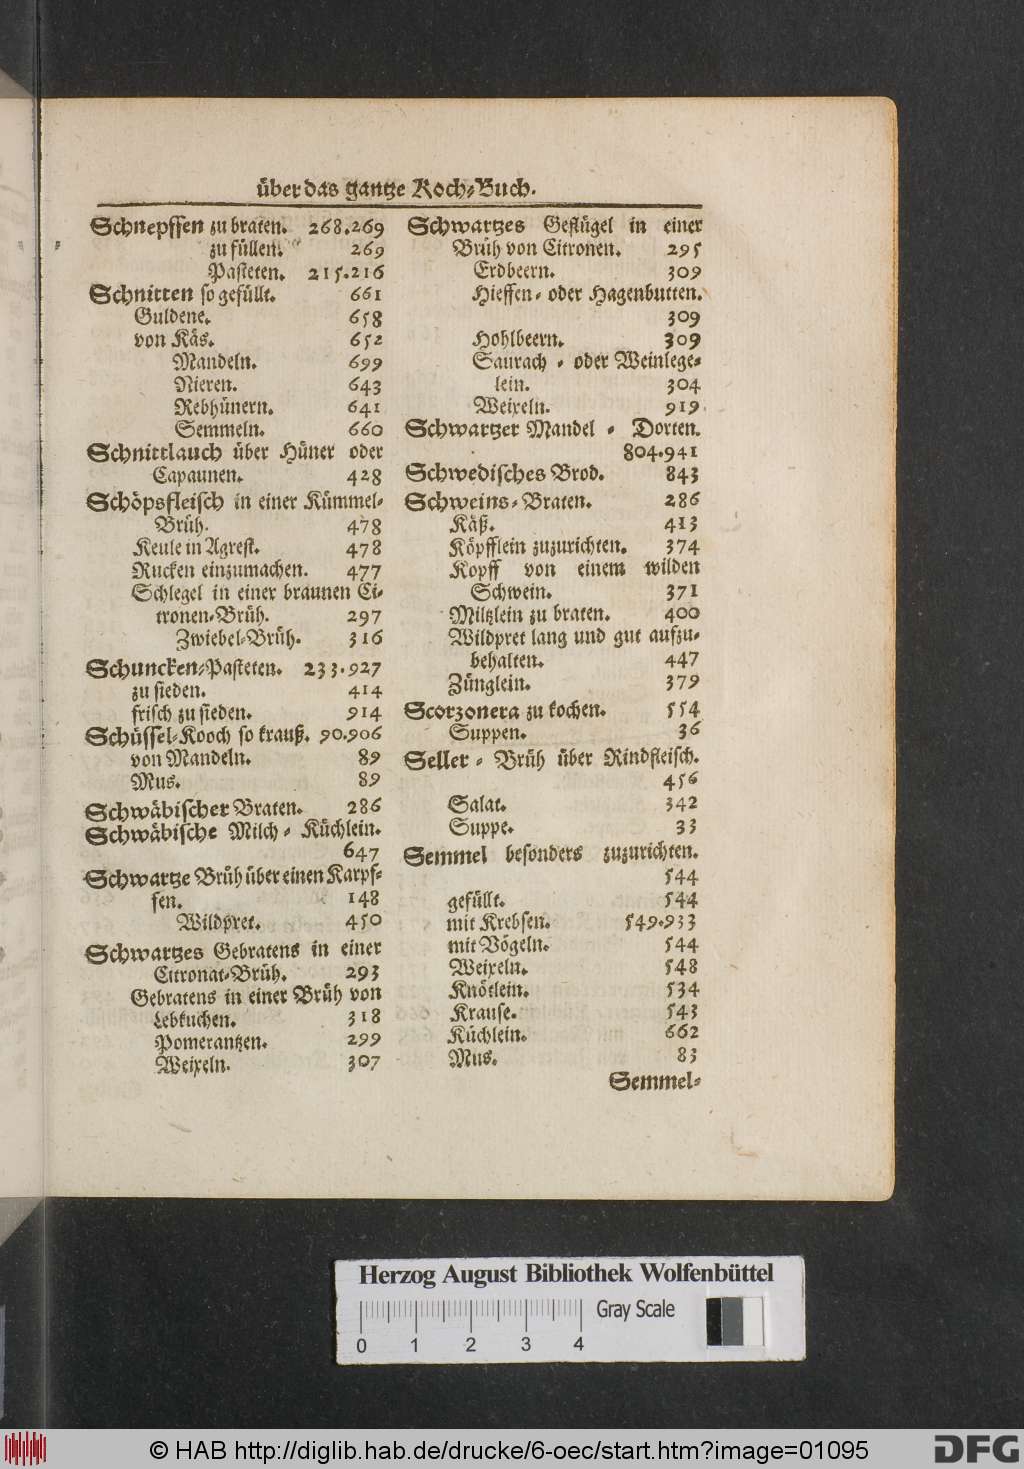 über das gantze Koch-Buch.
Schnepffen zu braten. 268.269
zu füllen. 269
Pasteten. 215.216
Schnitten so gefüllt. 661
Guldene. 658
von Käs. 652
Mandeln. 699
Nieren. 643
Rebhünern. 641
Semmeln. 660
Schnittlauch über Hüner oder
Capaunen. 428
Schöpsfleisch in einer Kümmel-
Brüh. 478
Keule in Agrest. 478
Rucken einzumachen. 477
Schlegel in einer braunen Ci-
tronen-Brüh. 297
Zwiebel-Brüh. 316
Schuncken-Pasteten. 233.927
zu sieden. 414
frisch zu sieden. 914
Schüssel-Kooch so krauß. 90.906
von Mandeln. 89
Mus. 89
Schwäbischer Braten. 286
Schwäbische Milch-Küchlein.
647
Schwartze Brüh über einen Karpf-
fen. 148
Wildpret. 450
Schwartzes Gebratens in einer
Citronat-Brüh. 293
Gebratens in einer Brüh von
Lebkuchen. 318
Pomerantzen. 299
Weixeln. 307
Schwartzes Geflügel in einer
Brüh von Citronen. 295
Erdbeern. 309
Hieffen- oder Hagenbutten.
309
Hohlbeern. 309
Saurach- oder Weinlege-
lein. 304
Weixeln. 919
Schwartzer Mandel-Dorten.
804.941
Schwedisches Brod. 843
Schweins-Braten. 286
Käß. 413
Köpfflein zuzurichten. 374
Kopff von einem wilden
Schwein. 371
Miltzlein zu braten. 400
Wildpret lang und gut aufzu-
behalten. 447
Zünglein. 379
Scorzonera zu kochen. 554
Suppen. 36
Seller-Brüh über Rindfleisch.
456
Salat. 342
Suppe. 33
Semmel besonders zuzurichten.
544
gefüllt. 544
mit Krebsen. 549.933
mit Vögeln. 544
Weixeln. 548
Knötlein. 534
Krause. 543
Küchlein. 662
Mus. 83
Semmel-
Herzog August Bibliothek Wolfenbüttel
Gray Scale
0 1 2 3 4
© HAB http://diglib.hab.de/drucke/6-oec/start.htm?image=01095
DFG